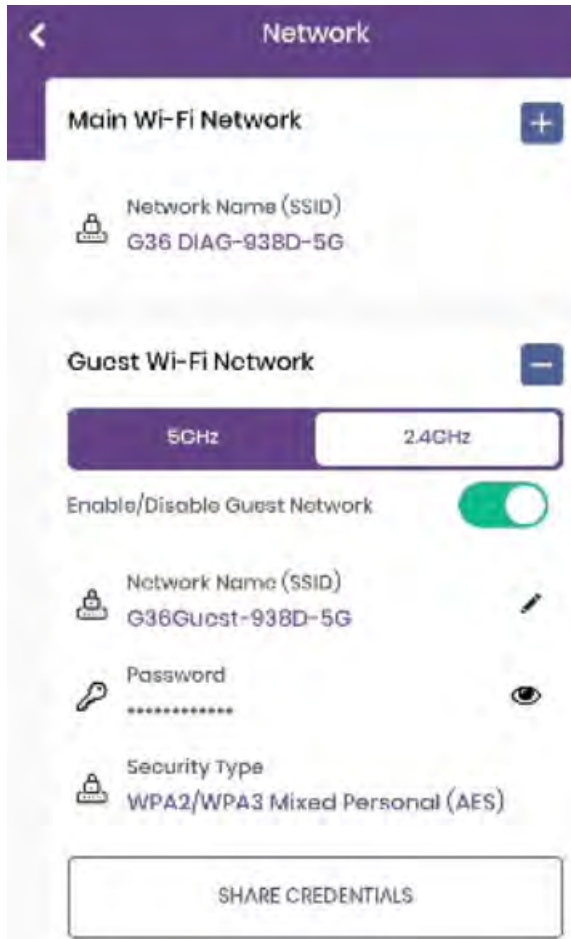 Network
Main Wi-Fi Network
Network Name (SSID)
G36 DIAG-938D-5G
Guest Wi-Fi Network
5GHz 2.4GHz
Enable/Disable Guest Network
Network Name (SSID)
G36Guest-938D-5G
Password
************
Security Type
WPA2/WPA3 Mixed Personal (AES)
SHARE CREDENTIALS